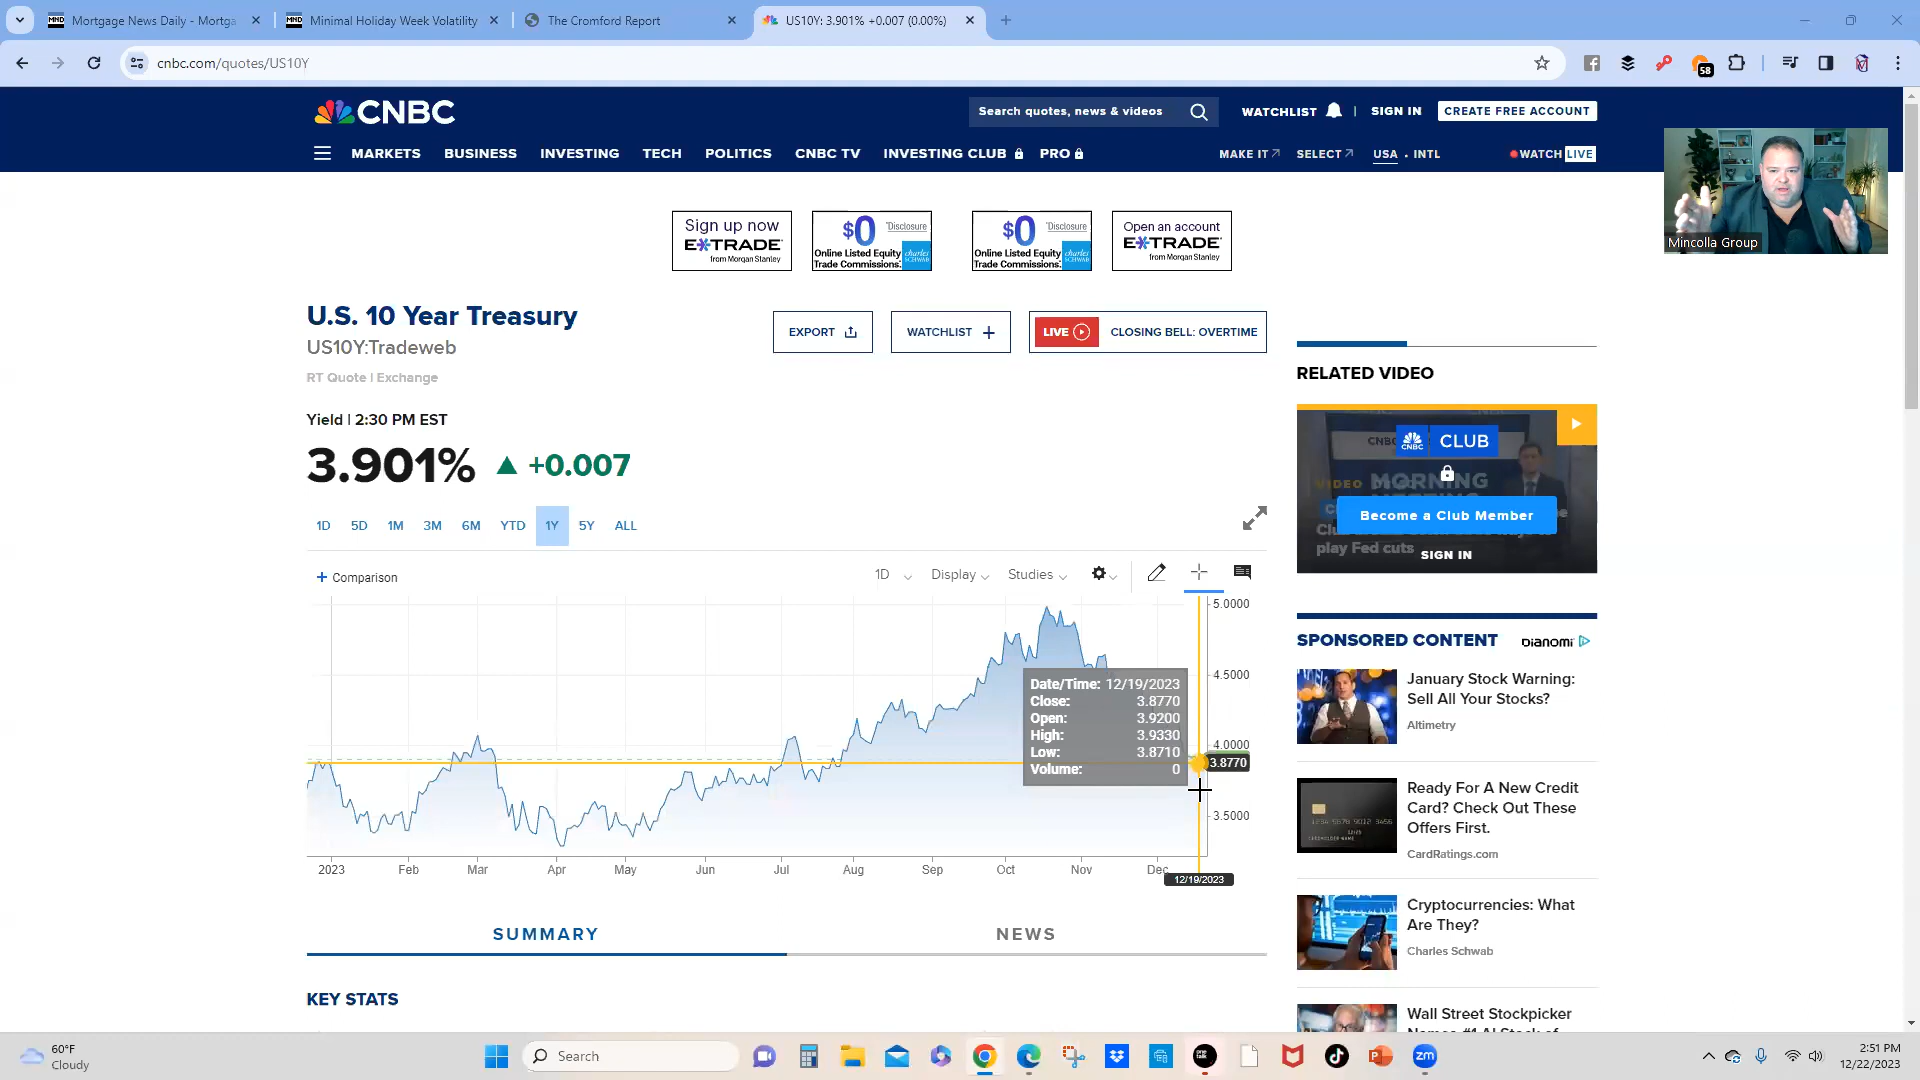 Mortgage News Daily - Mortga
Minimal Holiday Week Volatility
The Cromford Report
US10Y: 3.901% +0.007 (0.00%)
cnbc.com/quotes/US10Y
58
CNBC
Search quotes, news & videos
WATCHLIST
SIGN IN
CREATE FREE ACCOUNT
MARKETS BUSINESS INVESTING TECH POLITICS CNBC TV INVESTING CLUB PRO
MAKE IT SELECT USA • INTL WATCH LIVE
Mincolla Group
Sign up now
E*TRADE
from Morgan Stanley
$0 *Disclosure
Online Listed Equity
Trade Commissions.
charles
SCHWAB
$0 *Disclosure
Online Listed Equity
Trade Commissions.
charles
SCHWAB
Open an account
E*TRADE
from Morgan Stanley
U.S. 10 Year Treasury
US10Y:Tradeweb
RT Quote | Exchange
EXPORT
WATCHLIST
LIVE CLOSING BELL: OVERTIME
Yield | 2:30 PM EST
3.901% +0.007
1D 5D 1M 3M 6M YTD 1Y 5Y ALL
+ Comparison
1D Display Studies
5.0000
4.5000
4.0000
3.8770
3.5000
Date/Time: 12/19/2023
Close: 3.8770
Open: 3.9200
High: 3.9330
Low: 3.8710
Volume: 0
2023 Feb Mar Apr May Jun Jul Aug Sep Oct Nov Dec
12/19/2023
SUMMARY
NEWS
KEY STATS
RELATED VIDEO
CNBC CLUB
MORNING
Become a Club Member
play Fed cuts
SIGN IN
SPONSORED CONTENT
DIANOMI
January Stock Warning:
Sell All Your Stocks?
Altimetry
Ready For A New Credit
Card? Check Out These
Offers First.
CardRatings.com
Cryptocurrencies: What
Are They?
Charles Schwab
Wall Street Stockpicker
60°F
Cloudy
Search
zm
2:51 PM
12/22/2023